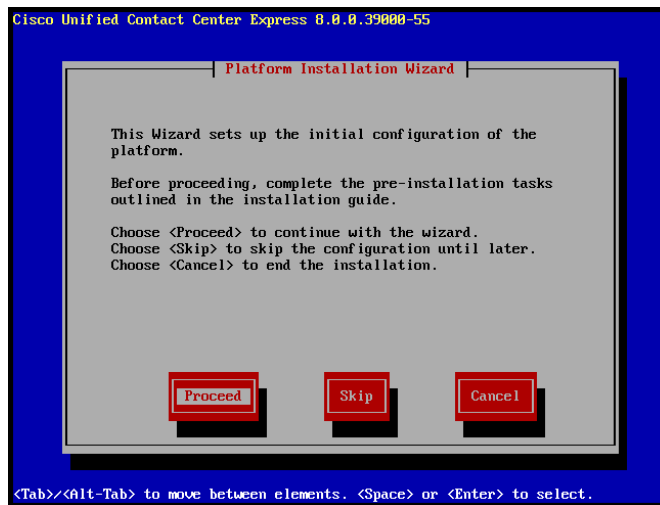 Cisco Unified Contact Center Express 8.0.0.39000-55
Platform Installation Wizard
This Wizard sets up the initial configuration of the
platform.
Before proceeding, complete the pre-installation tasks
outlined in the installation guide.
Choose <Proceed> to continue with the wizard.
Choose <Skip> to skip the configuration until later.
Choose <Cancel> to end the installation.
Proceed Skip Cancel
<Tab>/<Alt-Tab> to move between elements. <Space> or <Enter> to select.